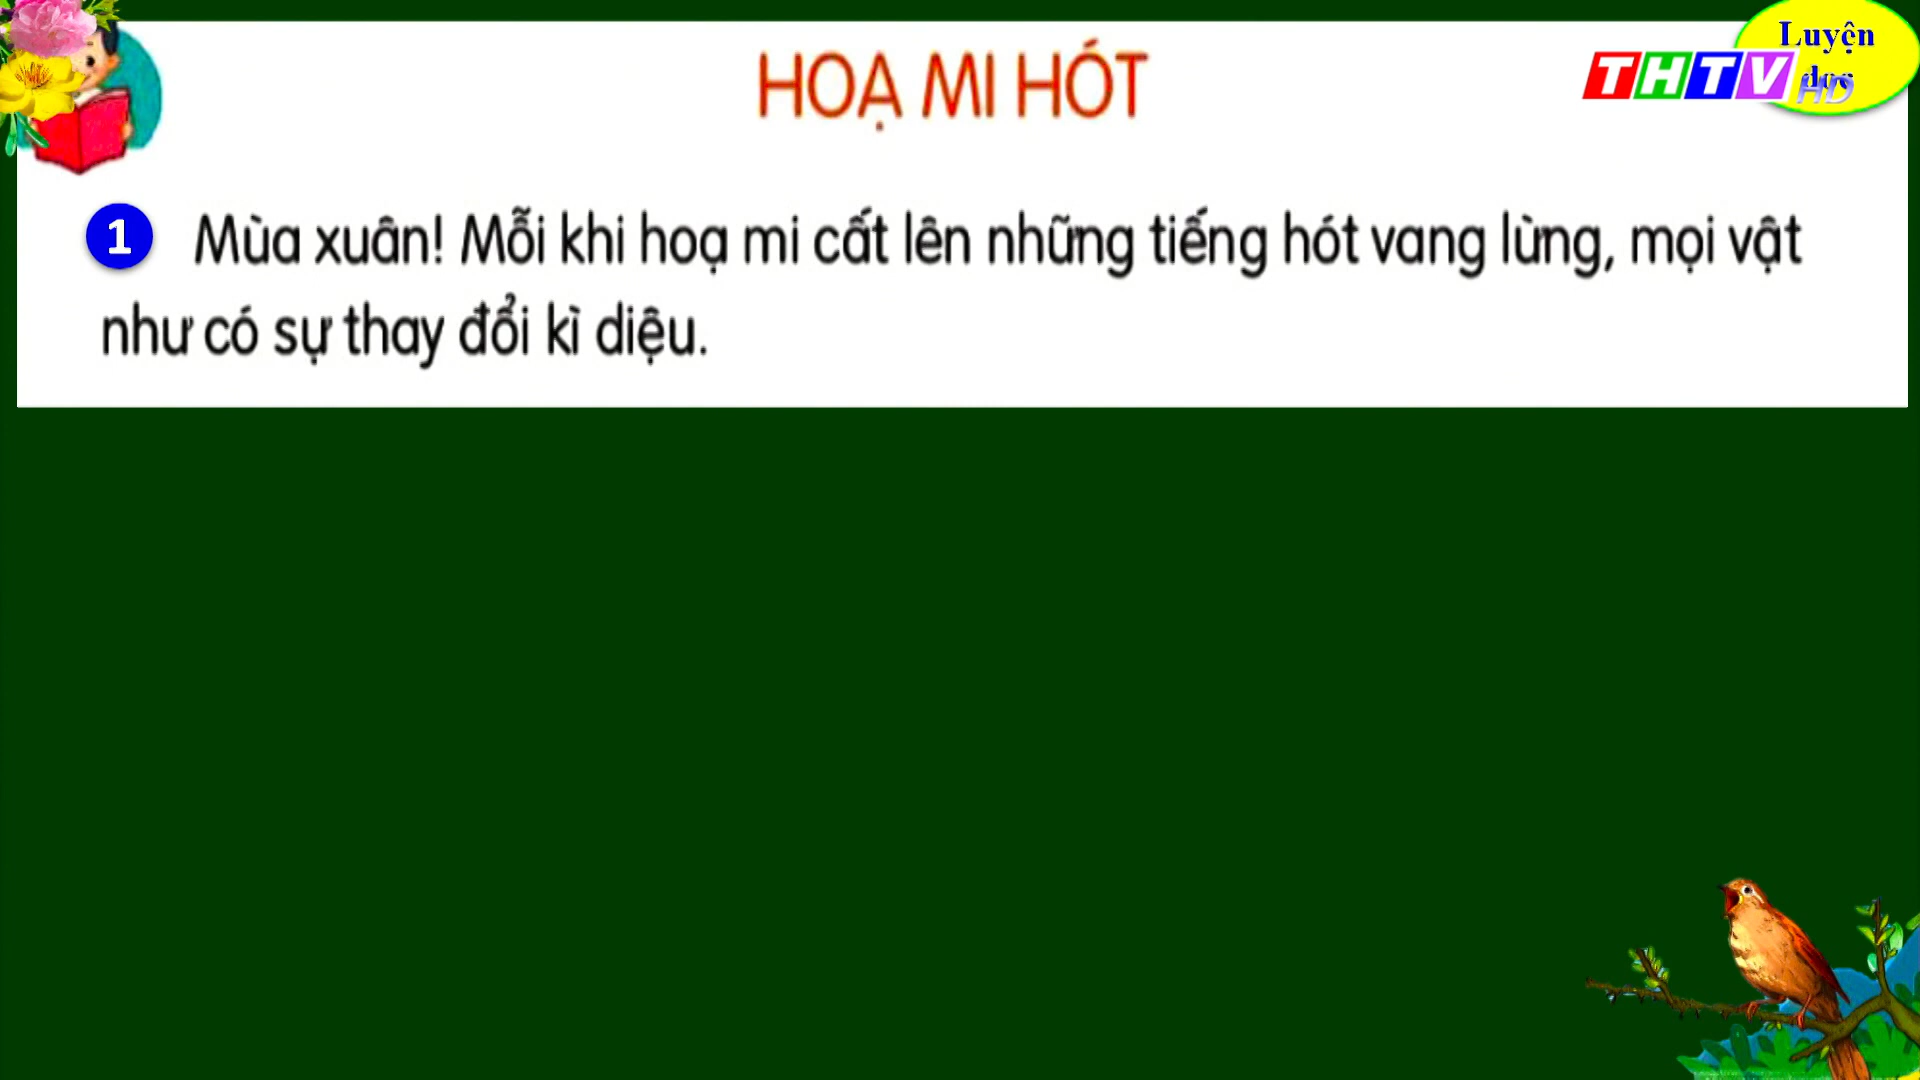 HOẠ MI HÓT
Luyện
đọc
THTV HD
1 Mùa xuân! Mỗi khi hoạ mi cất lên những tiếng hót vang lừng, mọi vật
như có sự thay đổi kì diệu.